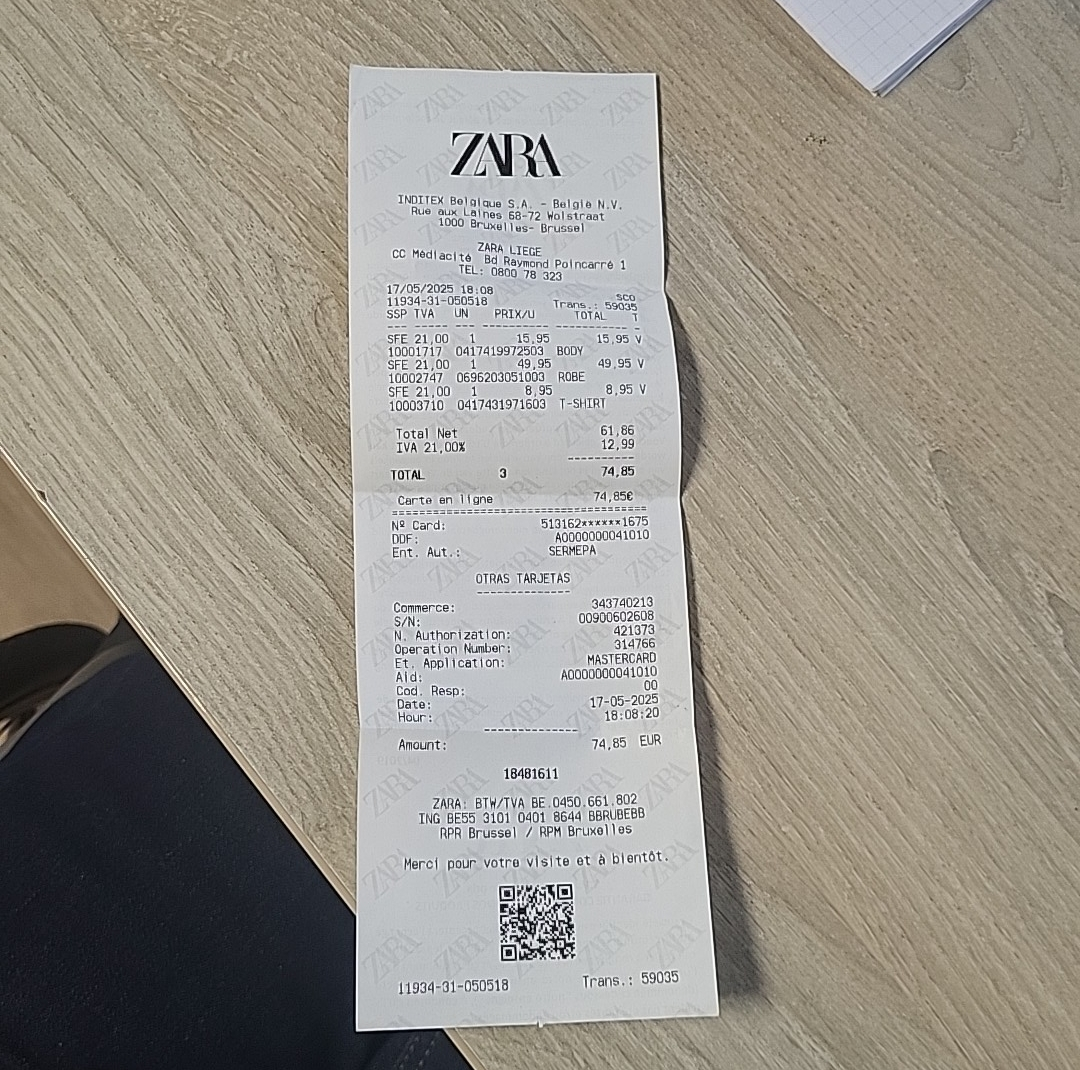 ZARA
INDITEX Belgique S.A. - Belgie N.V.
Rue aux Laines 68-72 Wolstraat
1000 Bruxelles- Brussel
ZARA LIEGE
CC Médiacité Bd Raymond Poincarré 1
TEL: 0800 78 323
17/05/2025 18:08 SCO
11934-31-050518 Trans.: 59035
SSP TVA UN PRIX/U TOTAL T
--- ---- --- ---------- ----------- -
SFE 21,00 1 15,95 15,95 V
10001717 0417419972503 BODY
SFE 21,00 1 49,95 49,95 V
10002747 0696203051003 ROBE
SFE 21,00 1 8,95 8,95 V
10003710 0417431971603 T-SHIRT
Total Net 61,86
IVA 21,00% 12,99
----------
TOTAL 3 74,85
Carte en ligne 74,85€
======================================
Nº Card: 513162******1675
DDF: A0000000041010
Ent. Aut.: SERMEPA
OTRAS TARJETAS
--------------
Commerce: 343740213
S/N: 00900602608
N. Authorization: 421373
Operation Number: 314766
Et. Application: MASTERCARD
Aid: A0000000041010
Cod. Resp: 00
Date: 17-05-2025
Hour: 18:08:20
--------------
Amount: 74,85 EUR
18481611
ZARA: BTW/TVA BE.0450.661.802
ING BE55 3101 0401 8644 BBRUBEBB
RPR Brussel / RPM Bruxelles
Merci pour votre visite et à bientôt.
11934-31-050518 Trans.: 59035